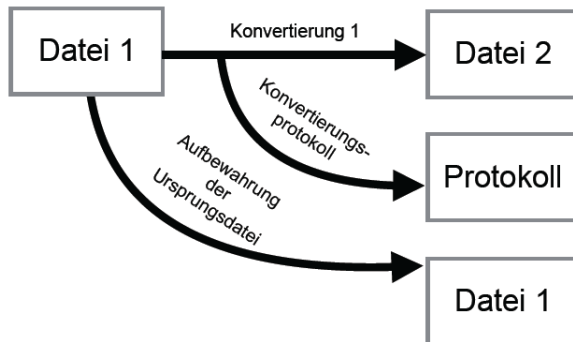 Datei 1
Konvertierung 1
Datei 2
Konvertierungs-
protokoll
Protokoll
Aufbewahrung
der
Ursprungsdatei
Datei 1